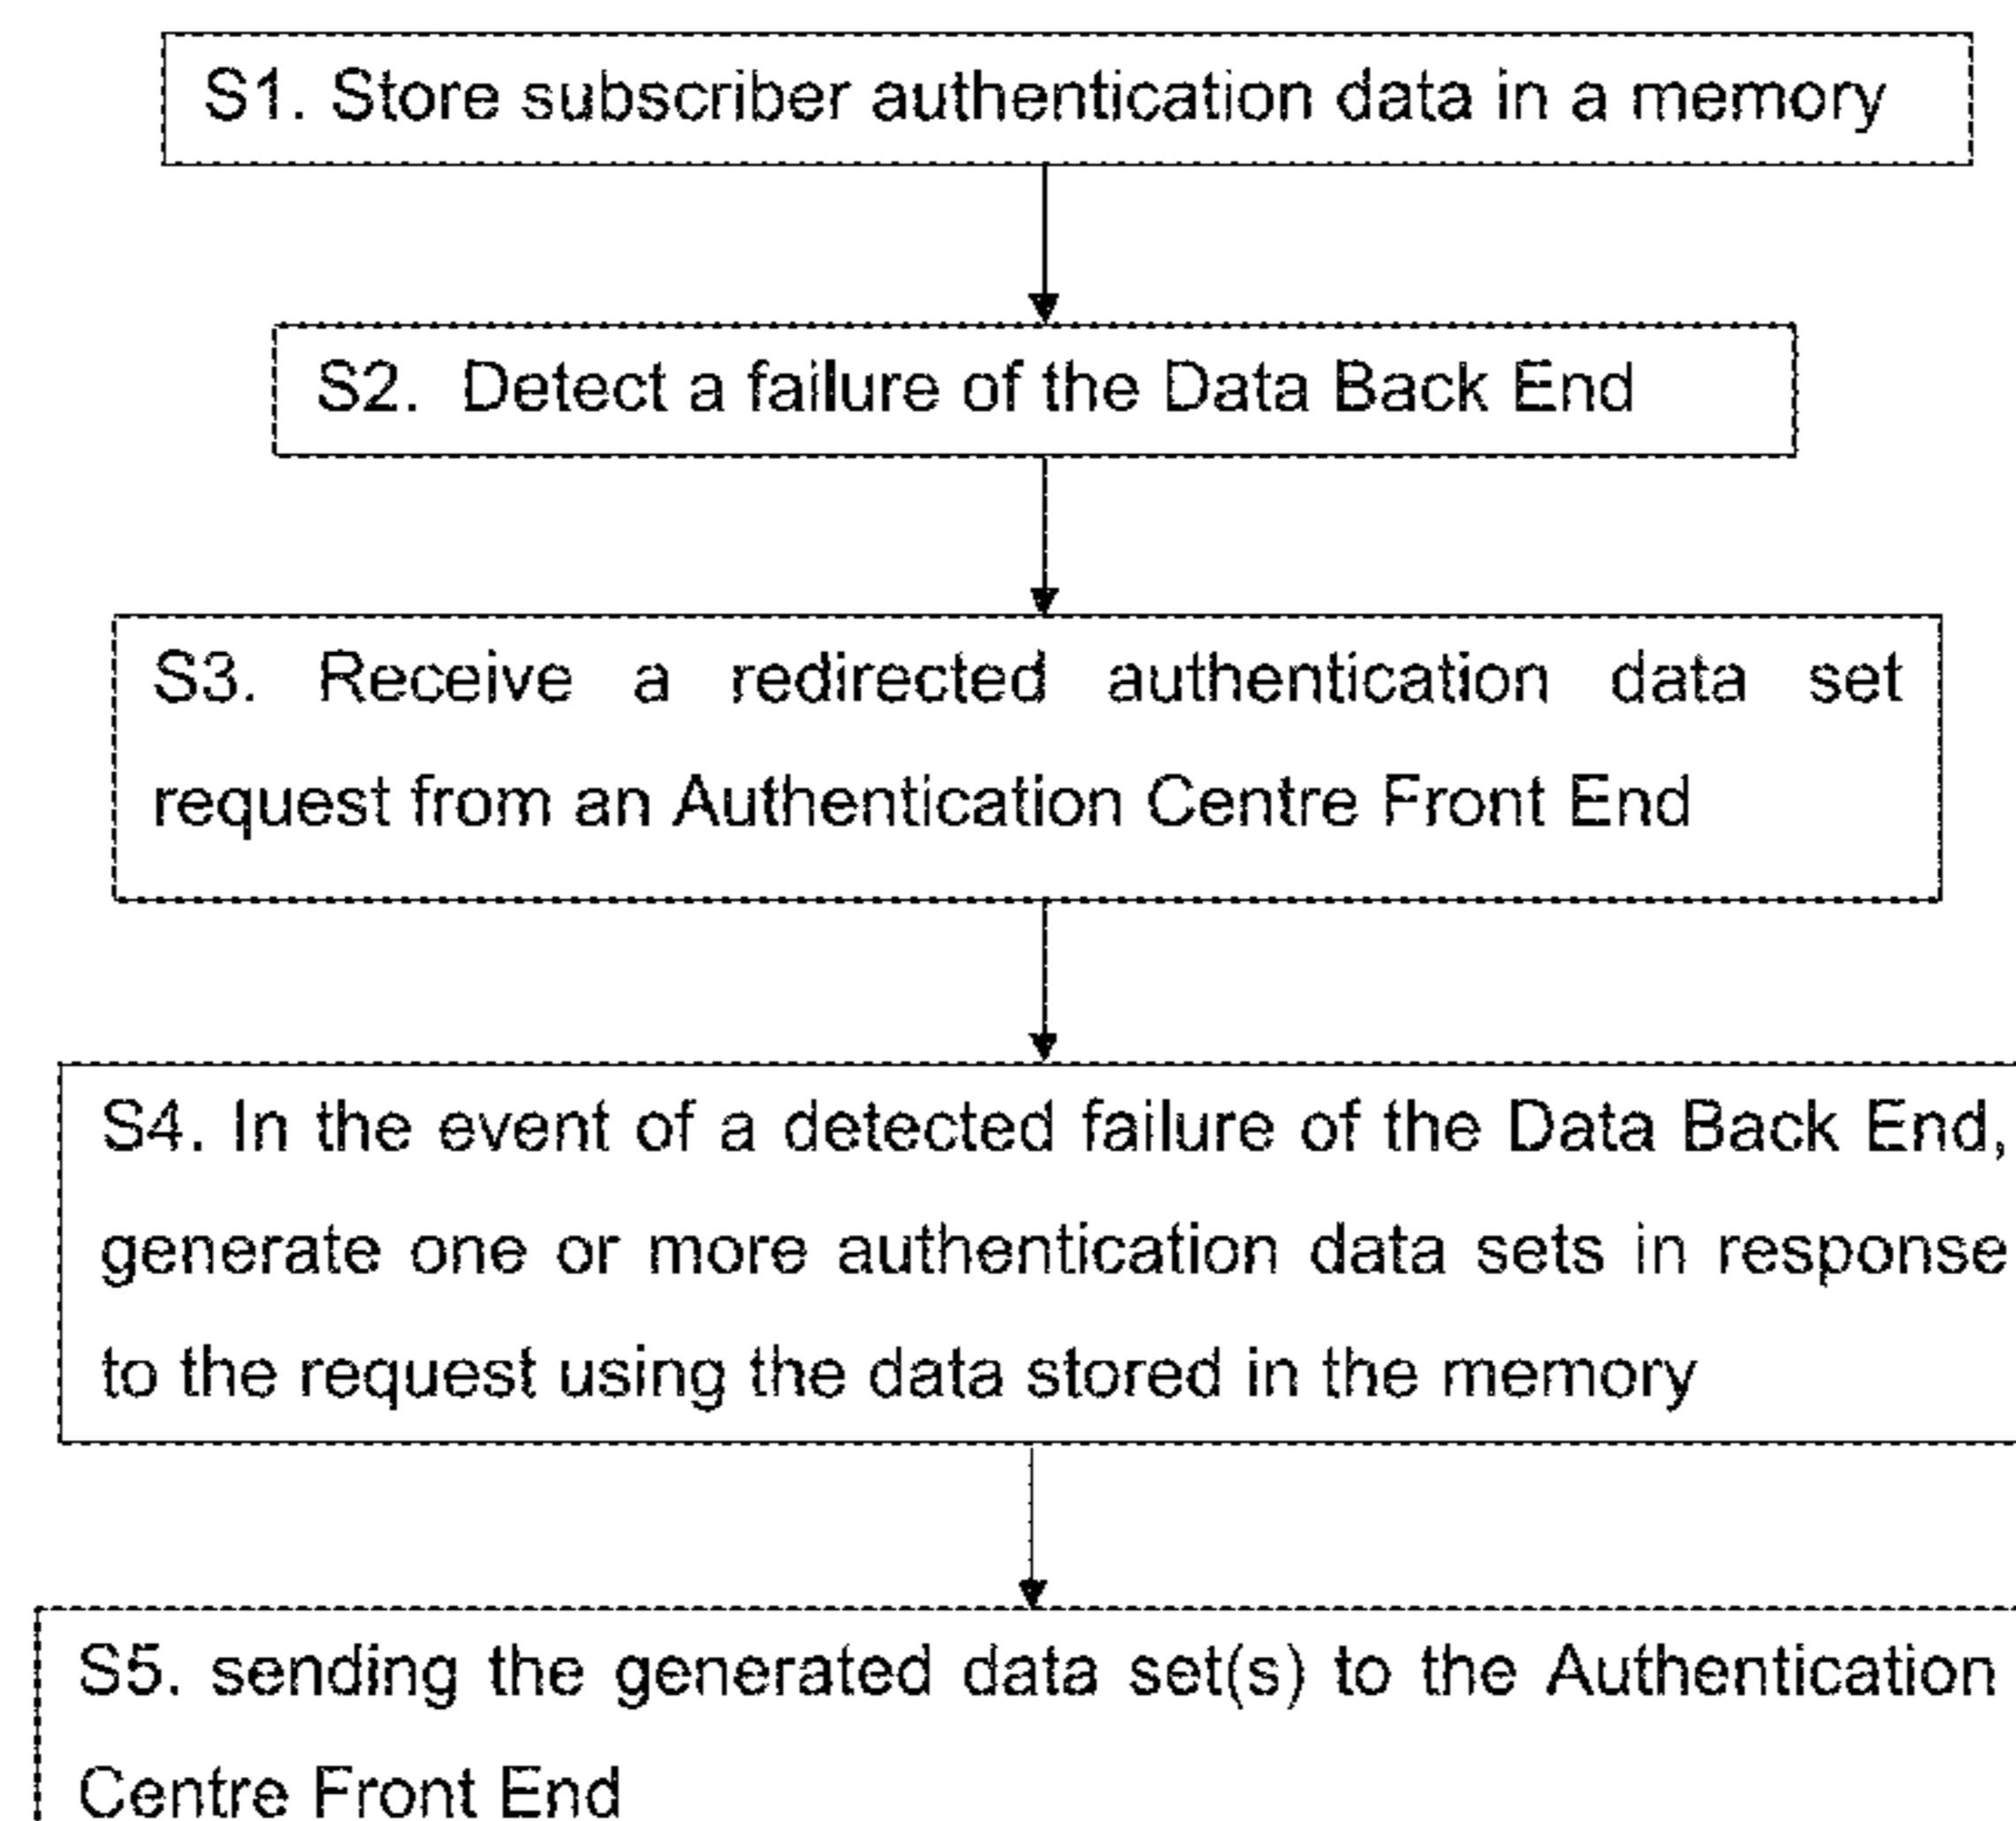 S1. Store subscriber authentication data in a memory
S2. Detect a failure of the Data Back End
S3. Receive a redirected authentication data set
request from an Authentication Centre Front End
S4. In the event of a detected failure of the Data Back End,
generate one or more authentication data sets in response
to the request using the data stored in the memory
S5. sending the generated data set(s) to the Authentication
Centre Front End